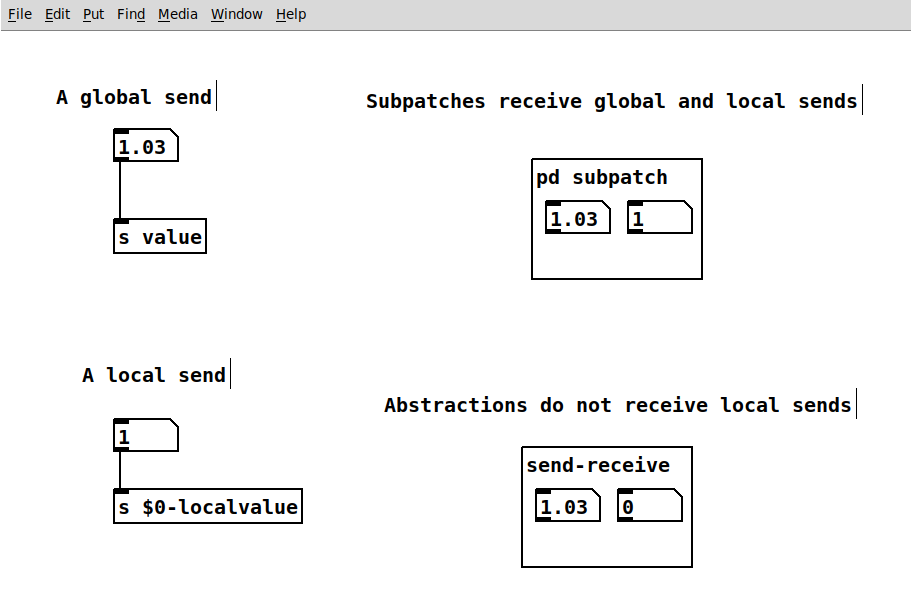 File Edit Put Find Media Window Help
A global send
1.03
s value
Subpatches receive global and local sends
pd subpatch
1.03 1
A local send
1
s $0-localvalue
Abstractions do not receive local sends
send-receive
1.03 0